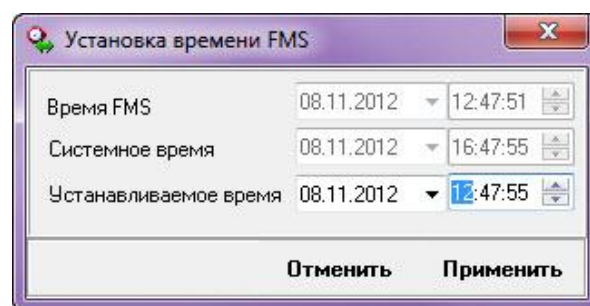 Установка времени FMS
Время FMS 08.11.2012 12:47:51
Системное время 08.11.2012 16:47:55
Устанавливаемое время 08.11.2012 12:47:55
Отменить Применить